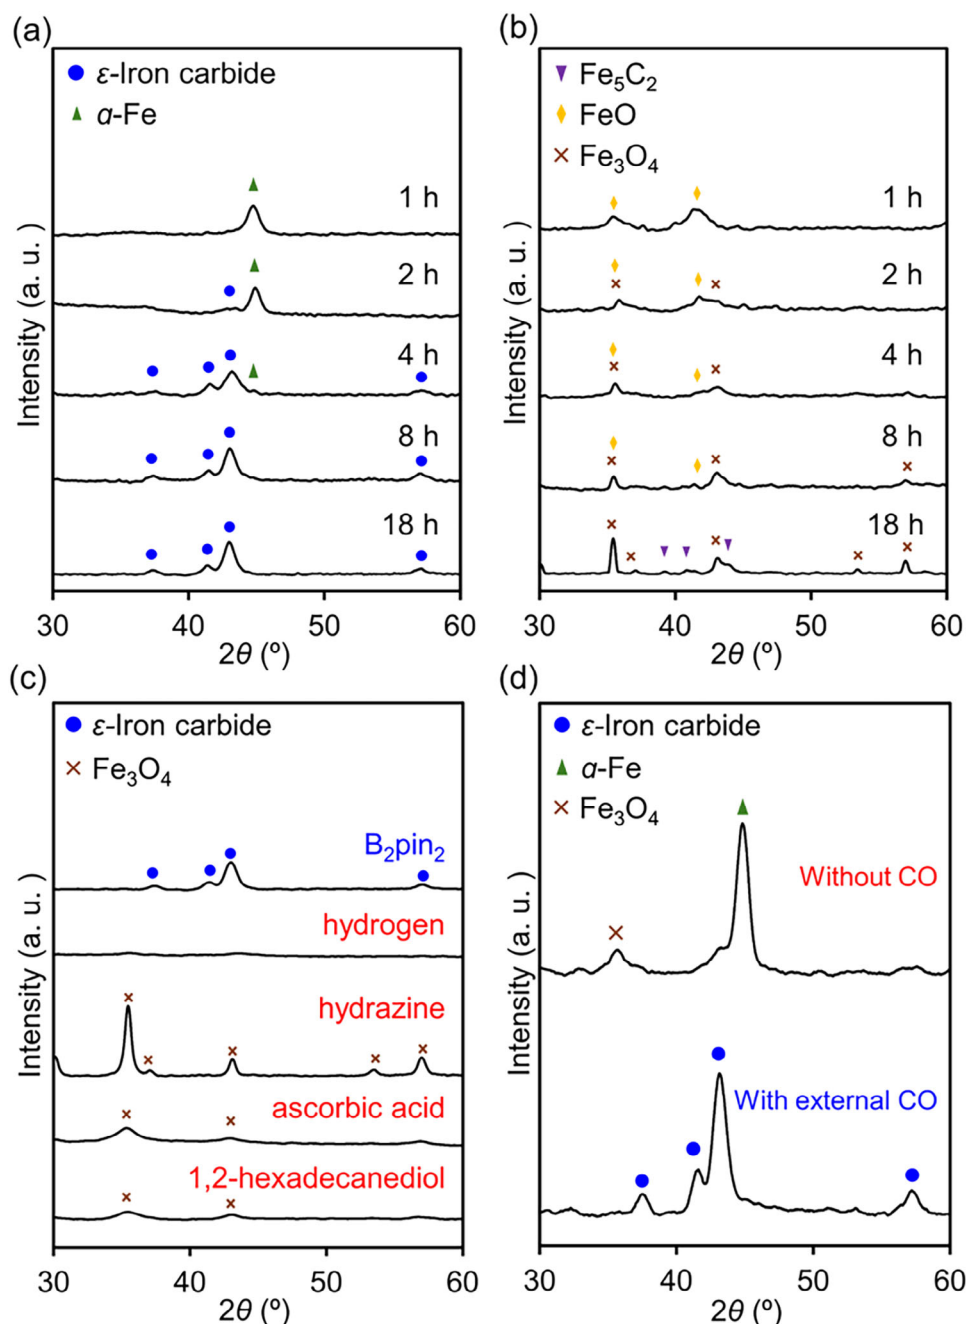 (a)
ε-Iron carbide
α-Fe
1 h
2 h
4 h
8 h
18 h
Intensity (a. u.)
30 40 50 60
2θ (º)
(b)
Fe₅C₂
FeO
Fe₃O₄
1 h
2 h
4 h
8 h
18 h
Intensity (a. u.)
30 40 50 60
2θ (º)
(c)
ε-Iron carbide
Fe₃O₄
B₂pin₂
hydrogen
hydrazine
ascorbic acid
1,2-hexadecanediol
Intensity (a. u.)
30 40 50 60
2θ (º)
(d)
ε-Iron carbide
α-Fe
Fe₃O₄
Without CO
With external CO
Intensity (a. u.)
30 40 50 60
2θ (º)